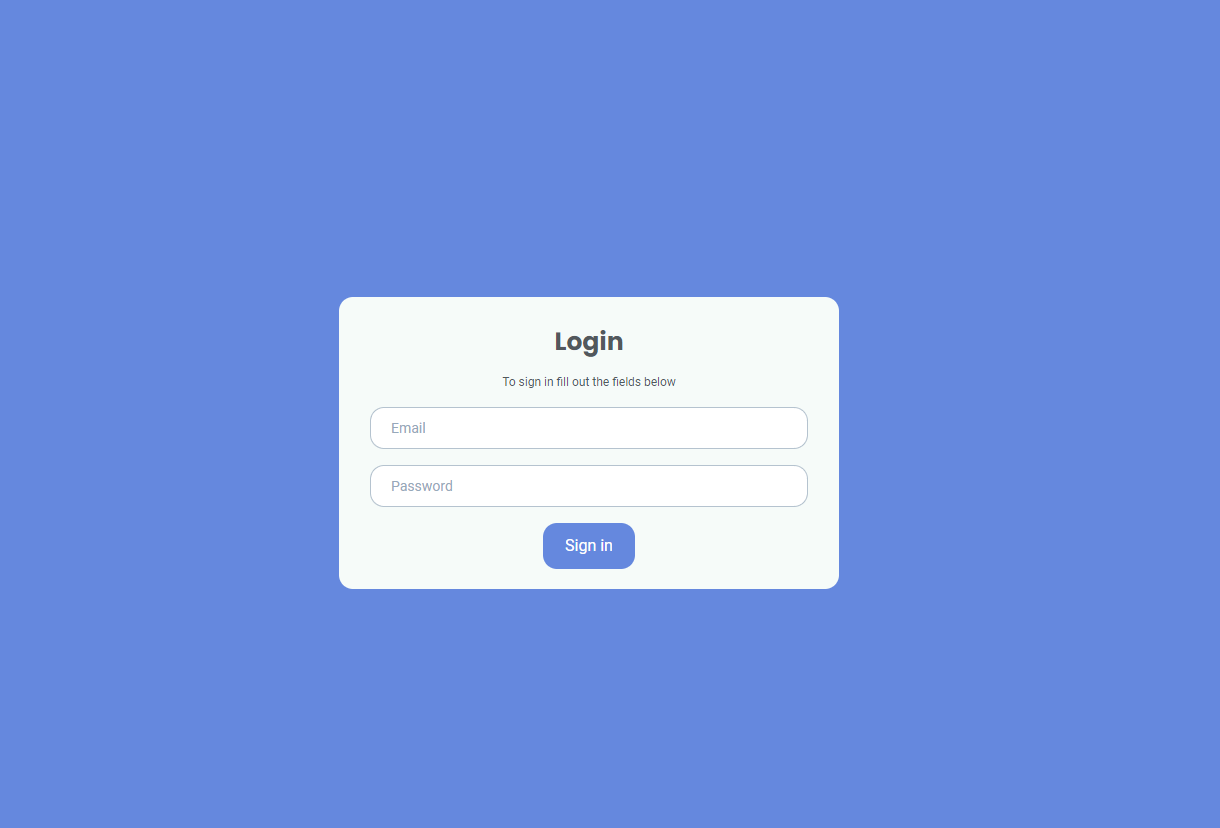 Login
To sign in fill out the fields below
Email
Password
Sign in